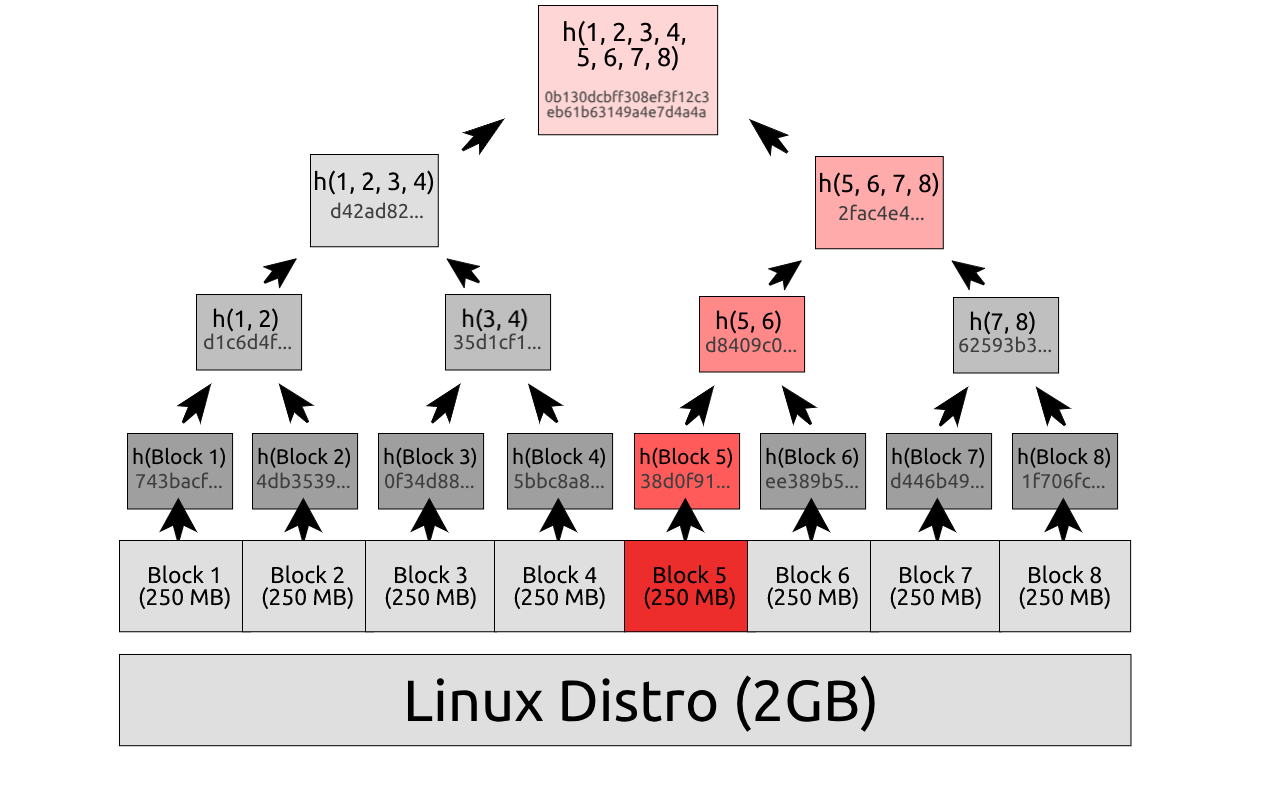 h(1, 2, 3, 4,
5, 6, 7, 8)
0b130dcbff308ef3f12c3
eb61b63149a4e7d4a4a
h(1, 2, 3, 4)
d42ad82...
h(5, 6, 7, 8)
2fac4e4...
h(1, 2)
d1c6d4f...
h(3, 4)
35d1cf1...
h(5, 6)
d8409c0...
h(7, 8)
62593b3...
h(Block 1)
743bacf...
h(Block 2)
4db3539...
h(Block 3)
0f34d88...
h(Block 4)
5bbc8a8...
h(Block 5)
38d0f91...
h(Block 6)
ee389b5...
h(Block 7)
d446b49...
h(Block 8)
1f706fc...
Block 1
(250 MB)
Block 2
(250 MB)
Block 3
(250 MB)
Block 4
(250 MB)
Block 5
(250 MB)
Block 6
(250 MB)
Block 7
(250 MB)
Block 8
(250 MB)
Linux Distro (2GB)